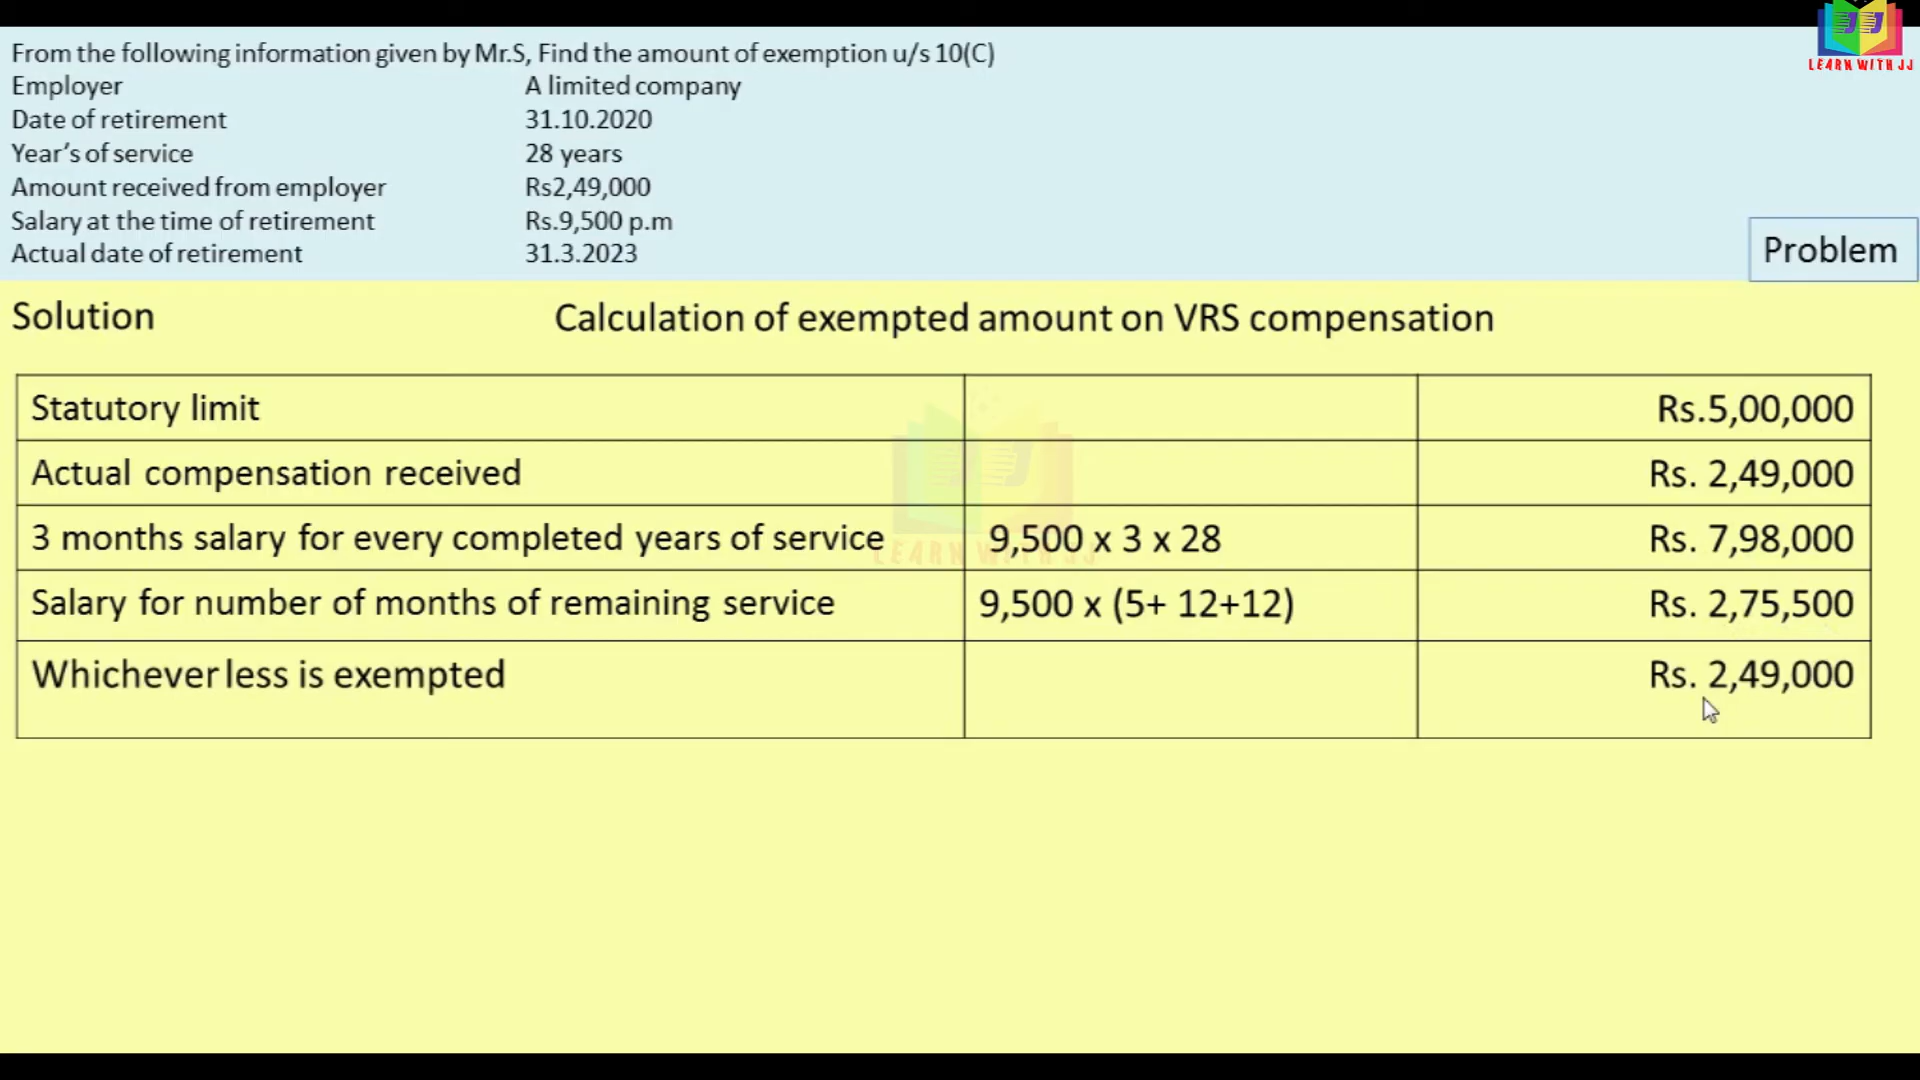 LEARN WITH JJ
From the following information given by Mr.S, Find the amount of exemption u/s 10(C)
Employer A limited company
Date of retirement 31.10.2020
Year’s of service 28 years
Amount received from employer Rs2,49,000
Salary at the time of retirement Rs.9,500 p.m
Actual date of retirement 31.3.2023
Problem
Solution Calculation of exempted amount on VRS compensation
Statutory limit Rs.5,00,000
Actual compensation received Rs. 2,49,000
3 months salary for every completed years of service 9,500 x 3 x 28 Rs. 7,98,000
LEARN WITH JJ
Salary for number of months of remaining service 9,500 x (5+ 12+12) Rs. 2,75,500
Whichever less is exempted Rs. 2,49,000